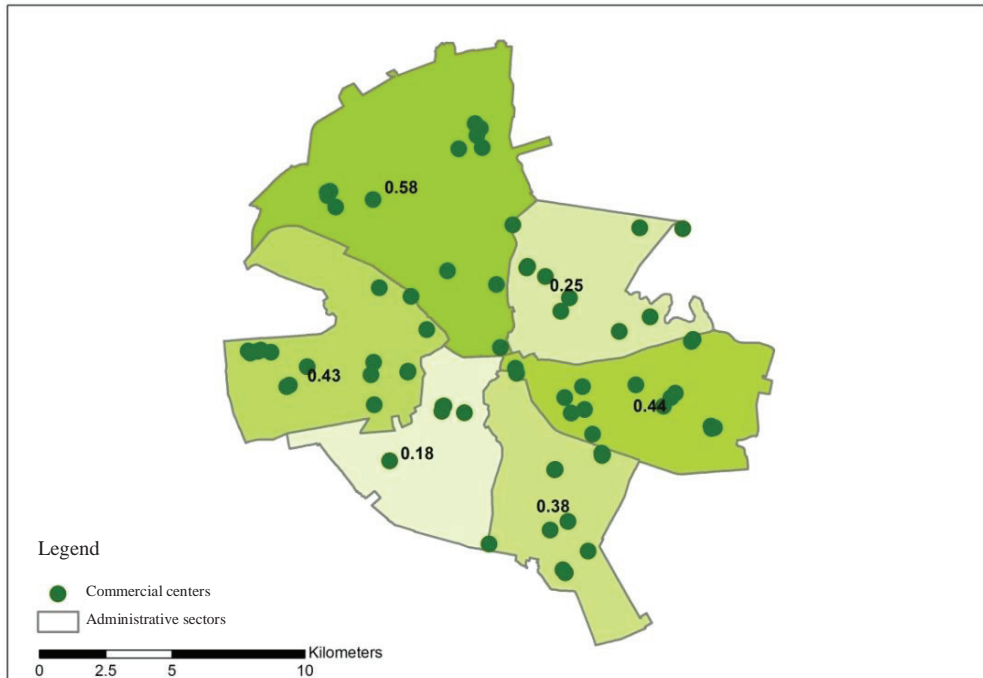 0.58
0.25
0.43
0.44
0.18
0.38
Legend
Commercial centers
Administrative sectors
Kilometers
0 2.5 5 10